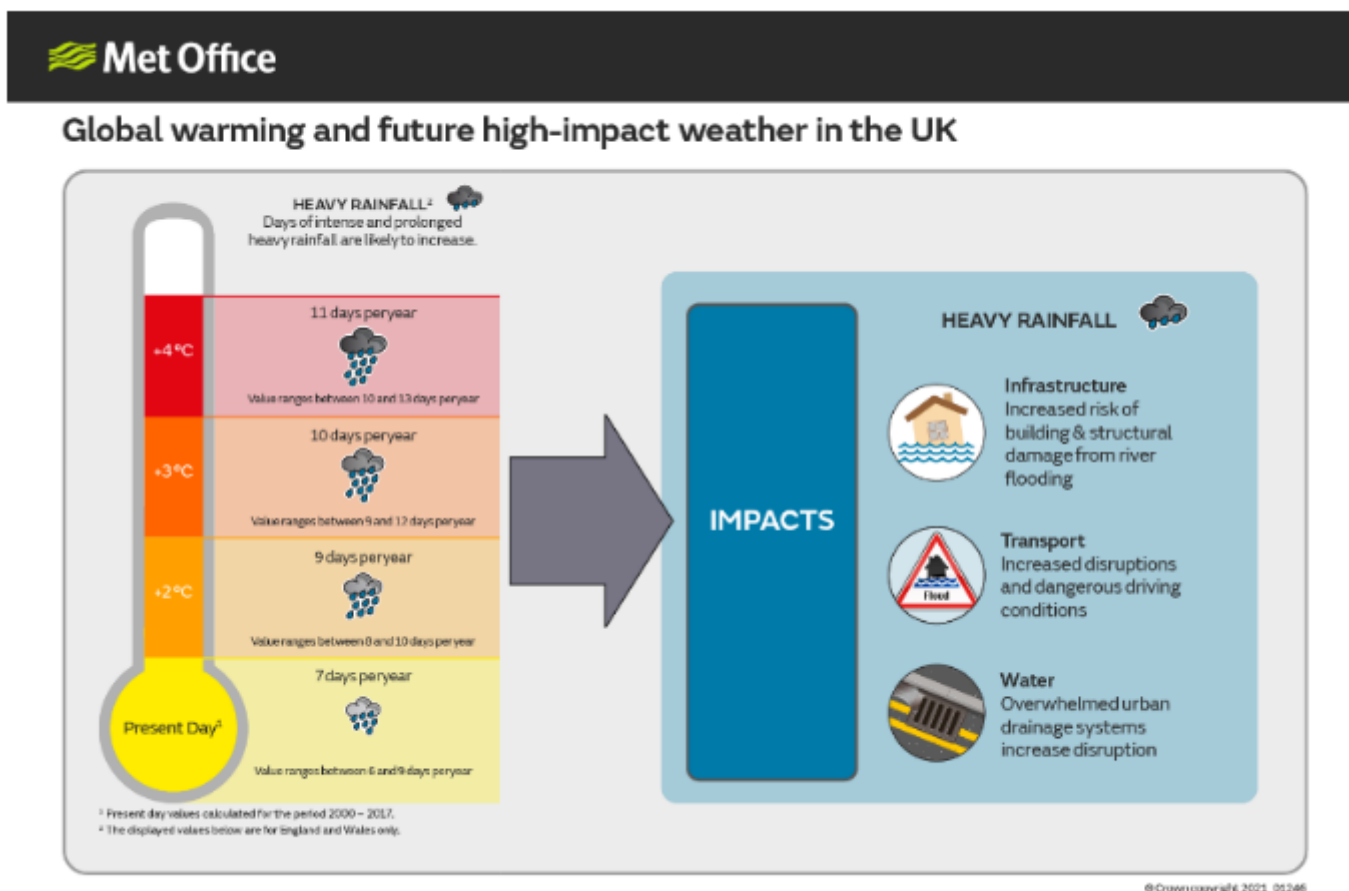 Met Office
Global warming and future high-impact weather in the UK
HEAVY RAINFALL²
Days of intense and prolonged
heavy rainfall are likely to increase.
+4°C
11 days per year
Value ranges between 10 and 13 days per year
+3°C
10 days per year
Value ranges between 9 and 12 days per year
+2°C
9 days per year
Value ranges between 8 and 10 days per year
Present Day¹
7 days per year
Value ranges between 6 and 9 days per year
¹ Present day values calculated for the period 2000 – 2017.
² The displayed values below are for England and Wales only.
IMPACTS
HEAVY RAINFALL
Infrastructure
Increased risk of
building & structural
damage from river
flooding
Flood
Transport
Increased disruptions
and dangerous driving
conditions
Water
Overwhelmed urban
drainage systems
increase disruption
© Crown copyright 2021 01246